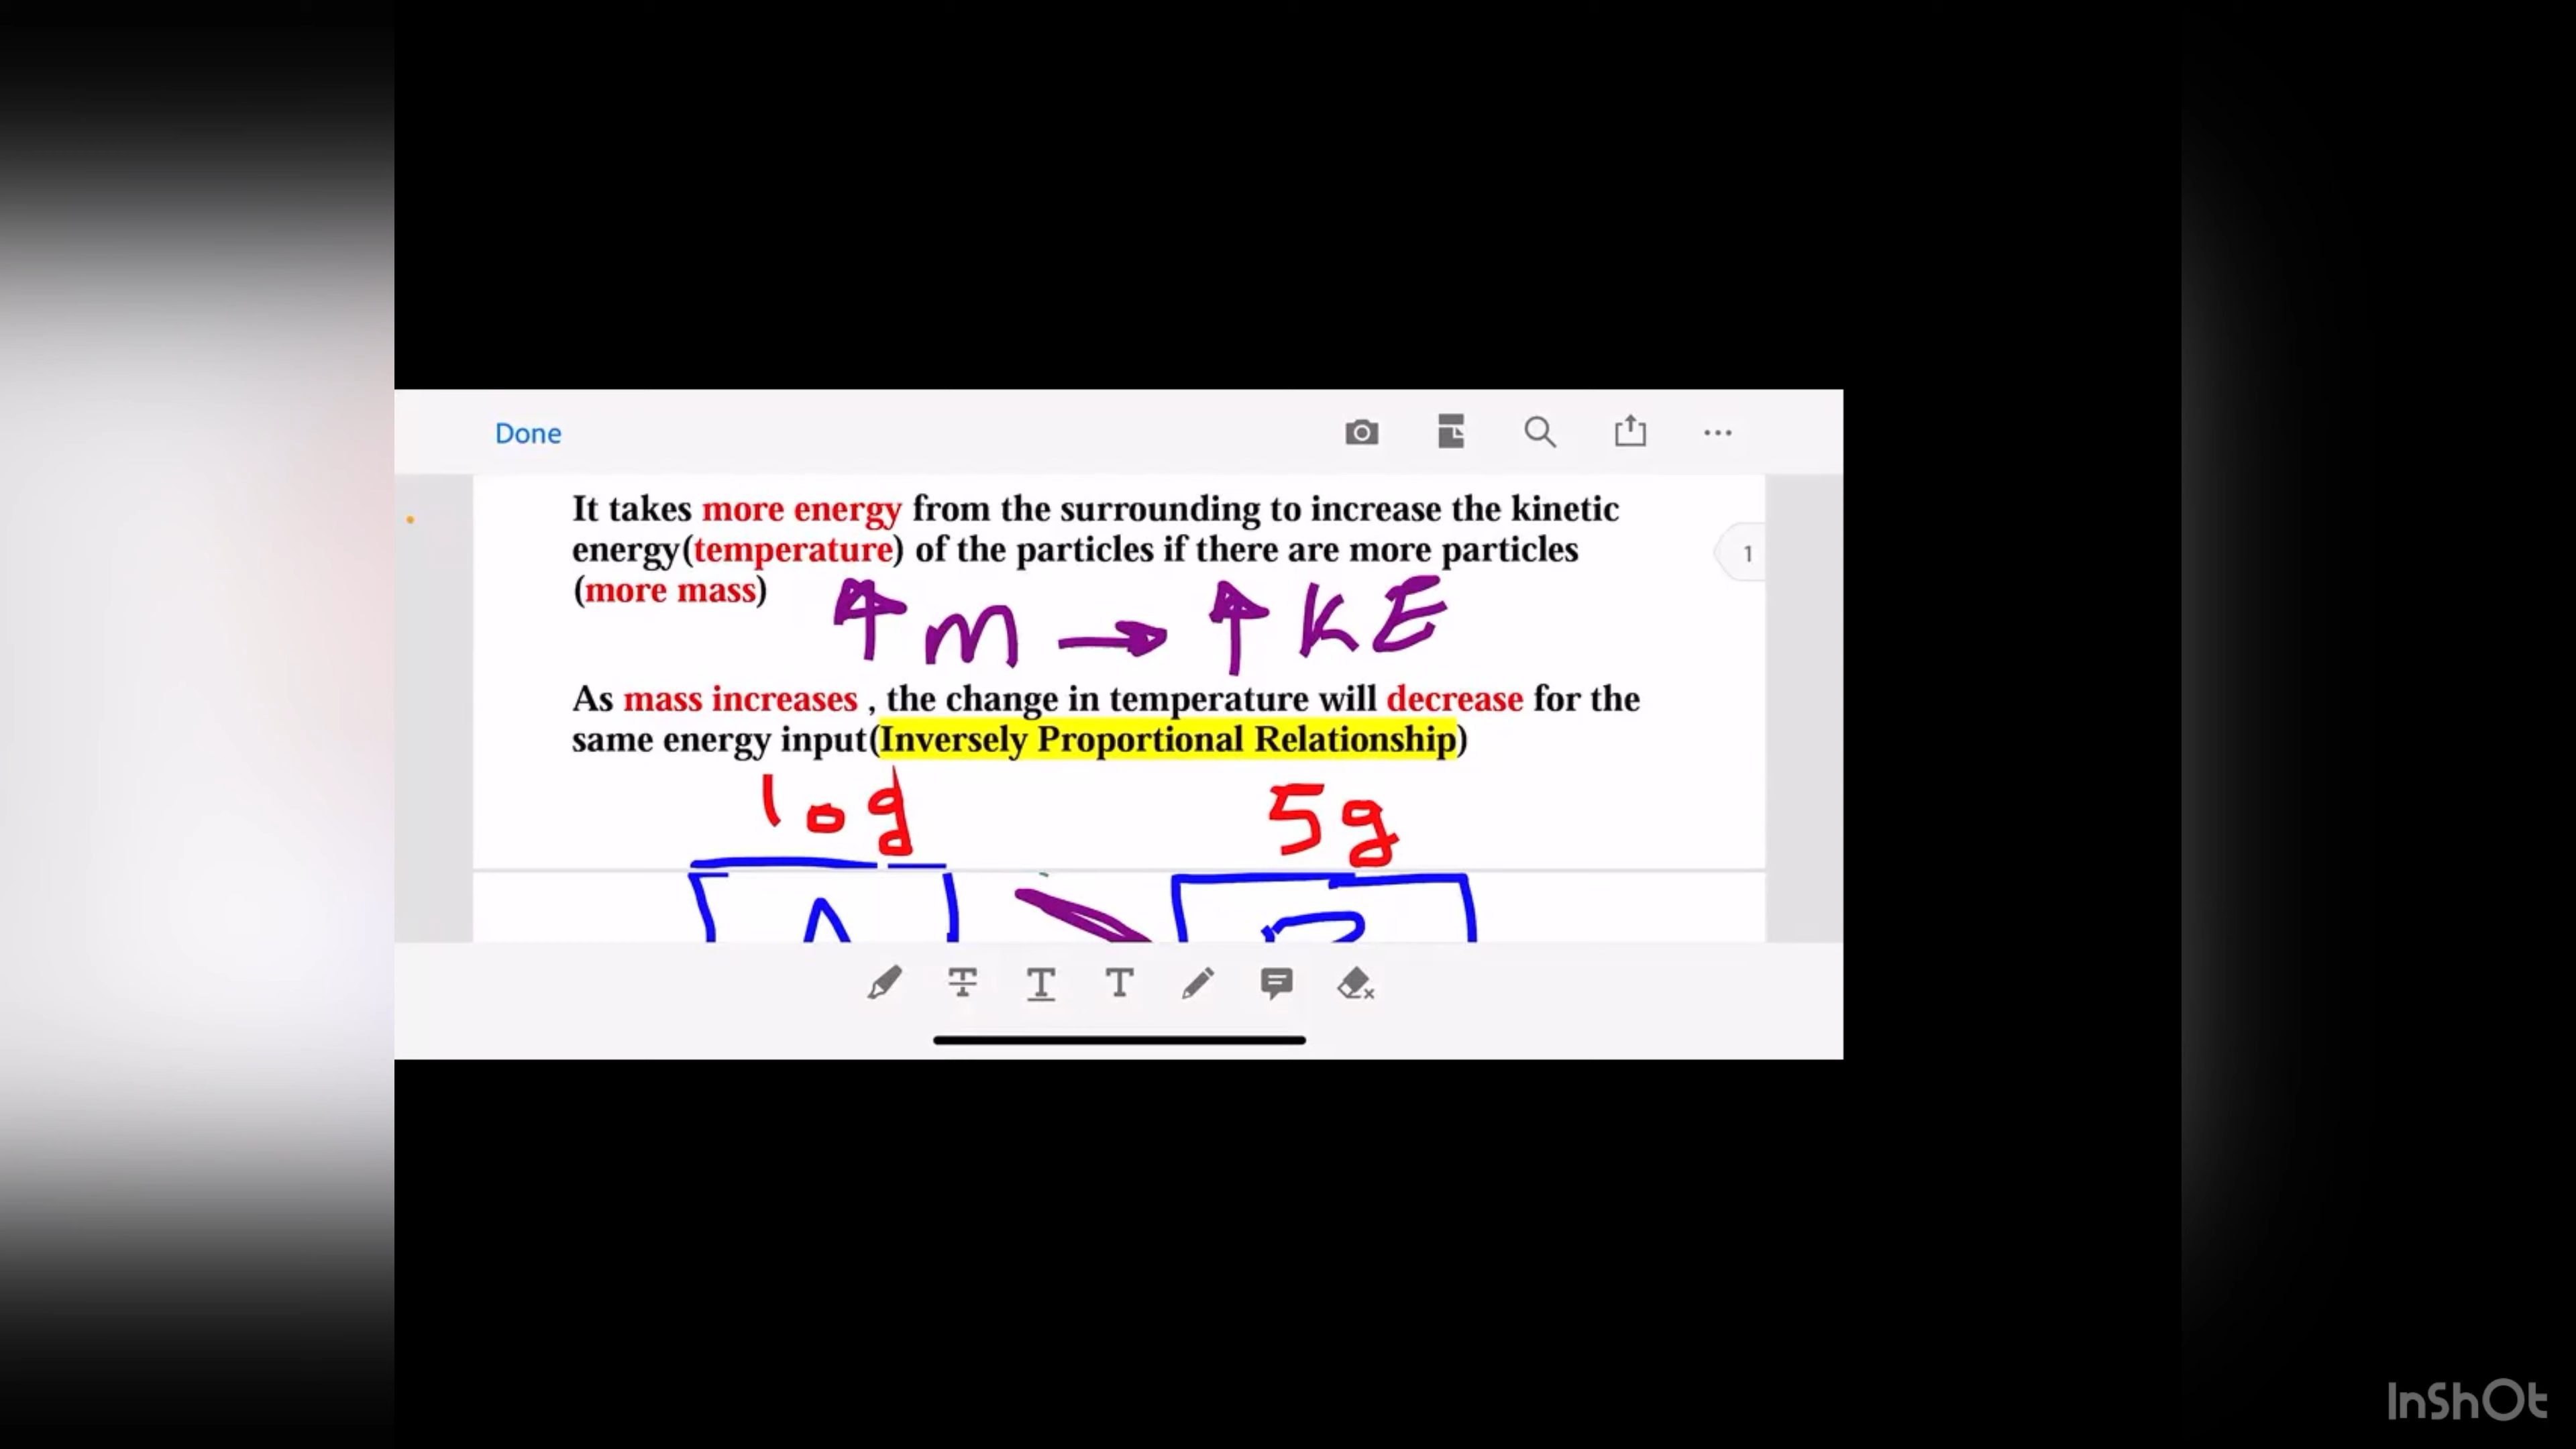 Done
It takes more energy from the surrounding to increase the kinetic
energy(temperature) of the particles if there are more particles
(more mass)
1
↑ m → ↑ KE
As mass increases , the change in temperature will decrease for the
same energy input(Inversely Proportional Relationship)
10g 5g
InShOt